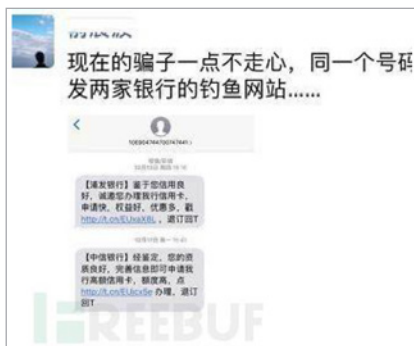 现在的骗子一点不走心，同一个号码
发两家银行的钓鱼网站......
【浦发银行】鉴于您信用良
好，诚邀您办理我行信用卡，
申请快，权益好，优惠多，戳
退订回T
【中信银行】经鉴定，您的资
质良好，完善信息即可申请我
行高额信用卡，额度高，点
办理，退订
回T
REEBUF